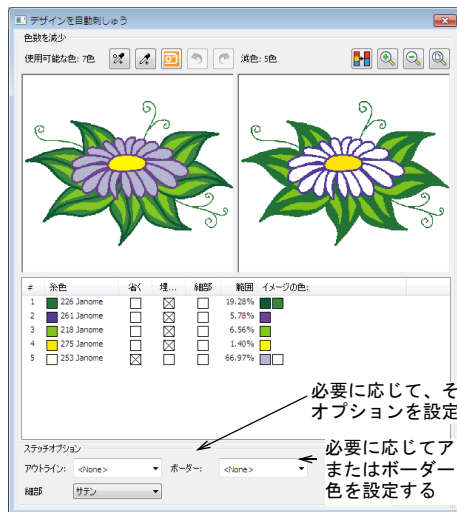 デザインを自動刺しゅう
色数を減少
使用可能な色: 7色
減色: 5色
# 糸色 省く 埋... 細部 範囲 イメージの色:
1 226 Janome 19.28%
2 261 Janome 5.78%
3 218 Janome 6.56%
4 275 Janome 1.40%
5 253 Janome 66.97%
必要に応じて、そ
オプションを設定
ステッチオプション
必要に応じてア
またはボーダー
色を設定する
アウトライン: <None> ボーダー: <None>
細部 サテン